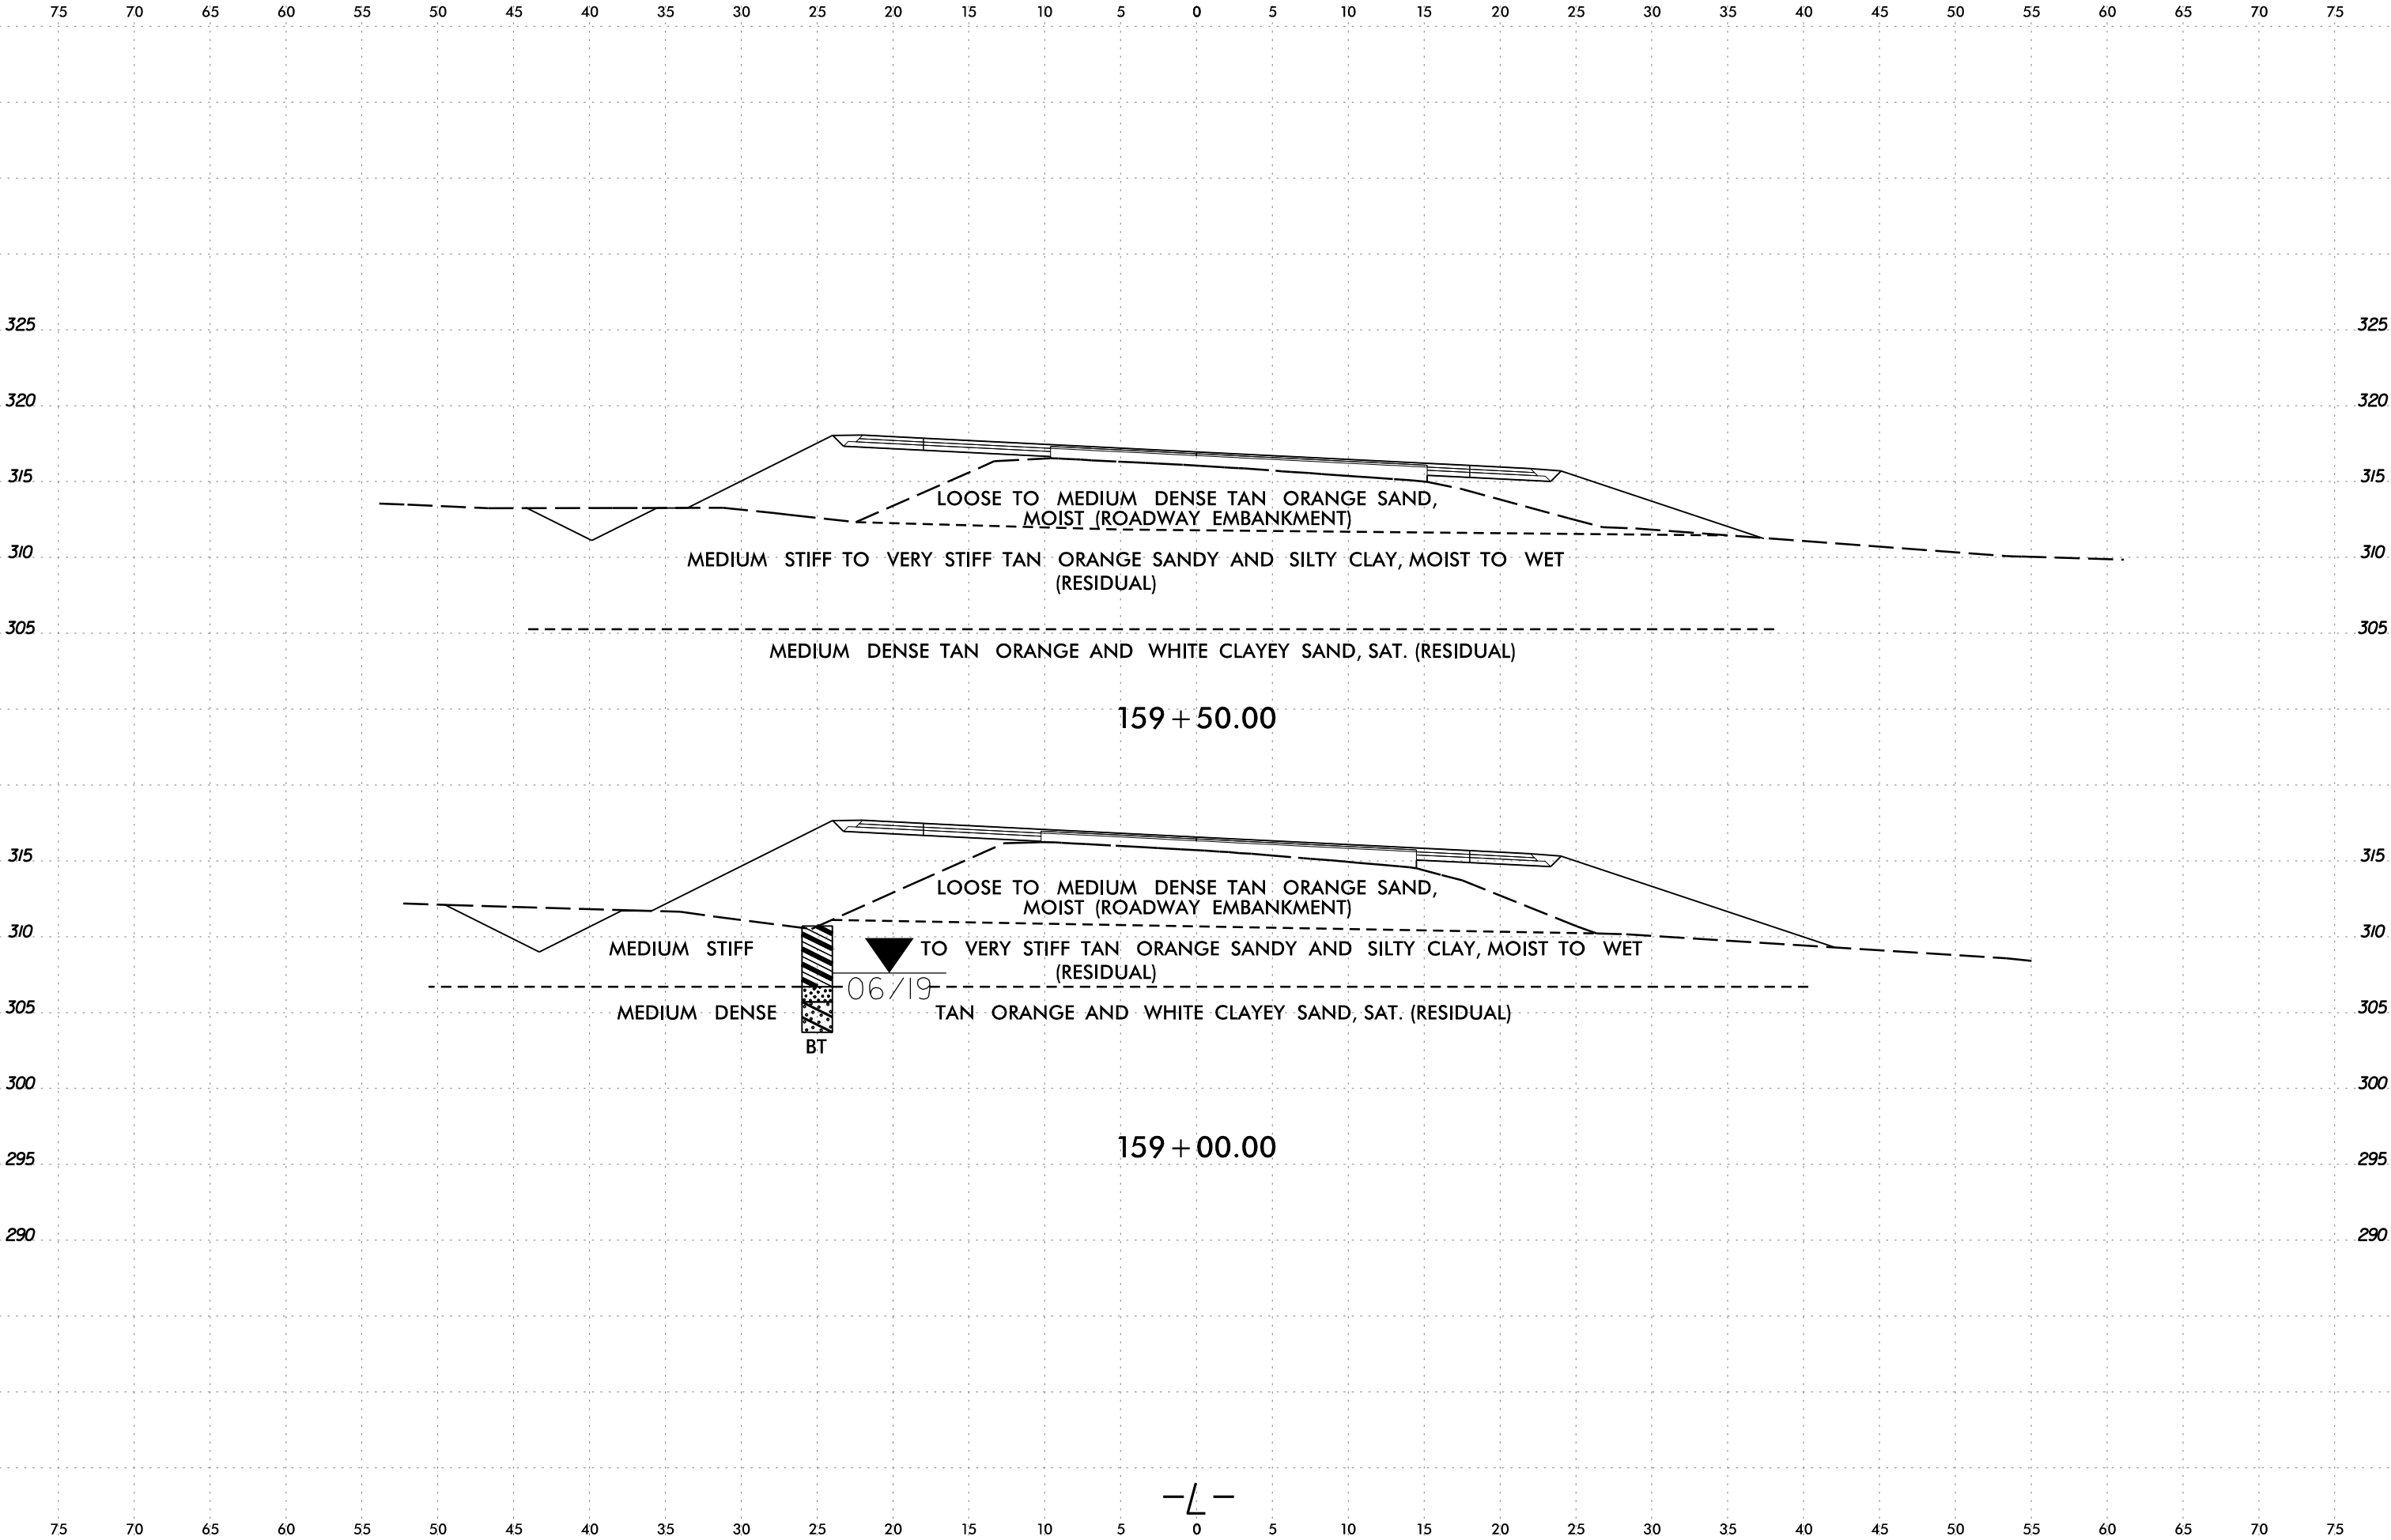 75 70 65 60 55 50 45 40 35 30 25 20 15 10 5 0 5 10 15 20 25 30 35 40 45 50 55 60 65 70 75
325 325
320 320
315 315
LOOSE TO MEDIUM DENSE TAN ORANGE SAND,
MOIST (ROADWAY EMBANKMENT)
310 310
MEDIUM STIFF TO VERY STIFF TAN ORANGE SANDY AND SILTY CLAY, MOIST TO WET
(RESIDUAL)
305 305
MEDIUM DENSE TAN ORANGE AND WHITE CLAYEY SAND, SAT. (RESIDUAL)
159+50.00
315 315
LOOSE TO MEDIUM DENSE TAN ORANGE SAND,
MOIST (ROADWAY EMBANKMENT)
310 310
MEDIUM STIFF TO VERY STIFF TAN ORANGE SANDY AND SILTY CLAY, MOIST TO WET
(RESIDUAL)
06/19
305 305
MEDIUM DENSE TAN ORANGE AND WHITE CLAYEY SAND, SAT. (RESIDUAL)
BT
300 300
159+00.00
295 295
290 290
-L-
75 70 65 60 55 50 45 40 35 30 25 20 15 10 5 0 5 10 15 20 25 30 35 40 45 50 55 60 65 70 75